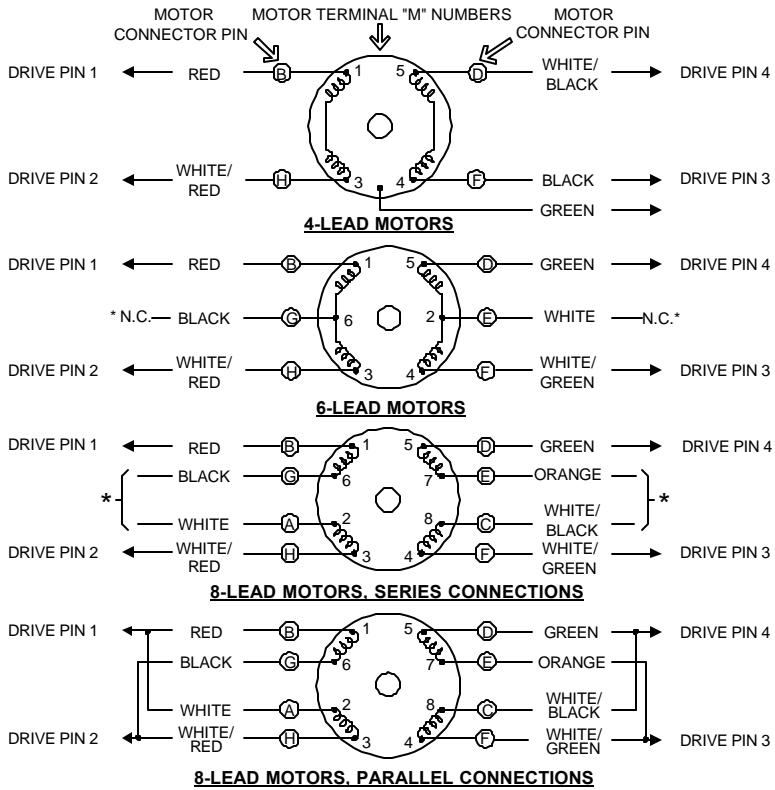 MOTOR CONNECTOR PIN
MOTOR TERMINAL "M" NUMBERS
MOTOR CONNECTOR PIN
DRIVE PIN 1 RED B 1 5 D WHITE/ BLACK DRIVE PIN 4
DRIVE PIN 2 WHITE/ RED H 3 4 F BLACK DRIVE PIN 3
GREEN
4-LEAD MOTORS
DRIVE PIN 1 RED B 1 5 D GREEN DRIVE PIN 4
* N.C. BLACK G 6 2 E WHITE N.C.*
DRIVE PIN 2 WHITE/ RED H 3 4 F WHITE/ GREEN DRIVE PIN 3
6-LEAD MOTORS
DRIVE PIN 1 RED B 1 5 D GREEN DRIVE PIN 4
BLACK G 6 7 E ORANGE
* *
WHITE A 2 8 C WHITE/ BLACK
DRIVE PIN 2 WHITE/ RED H 3 4 F WHITE/ GREEN DRIVE PIN 3
8-LEAD MOTORS, SERIES CONNECTIONS
DRIVE PIN 1 RED B 1 5 D GREEN DRIVE PIN 4
BLACK G 6 7 E ORANGE
WHITE A 2 8 C WHITE/ BLACK
DRIVE PIN 2 WHITE/ RED H 3 4 F WHITE/ GREEN DRIVE PIN 3
8-LEAD MOTORS, PARALLEL CONNECTIONS